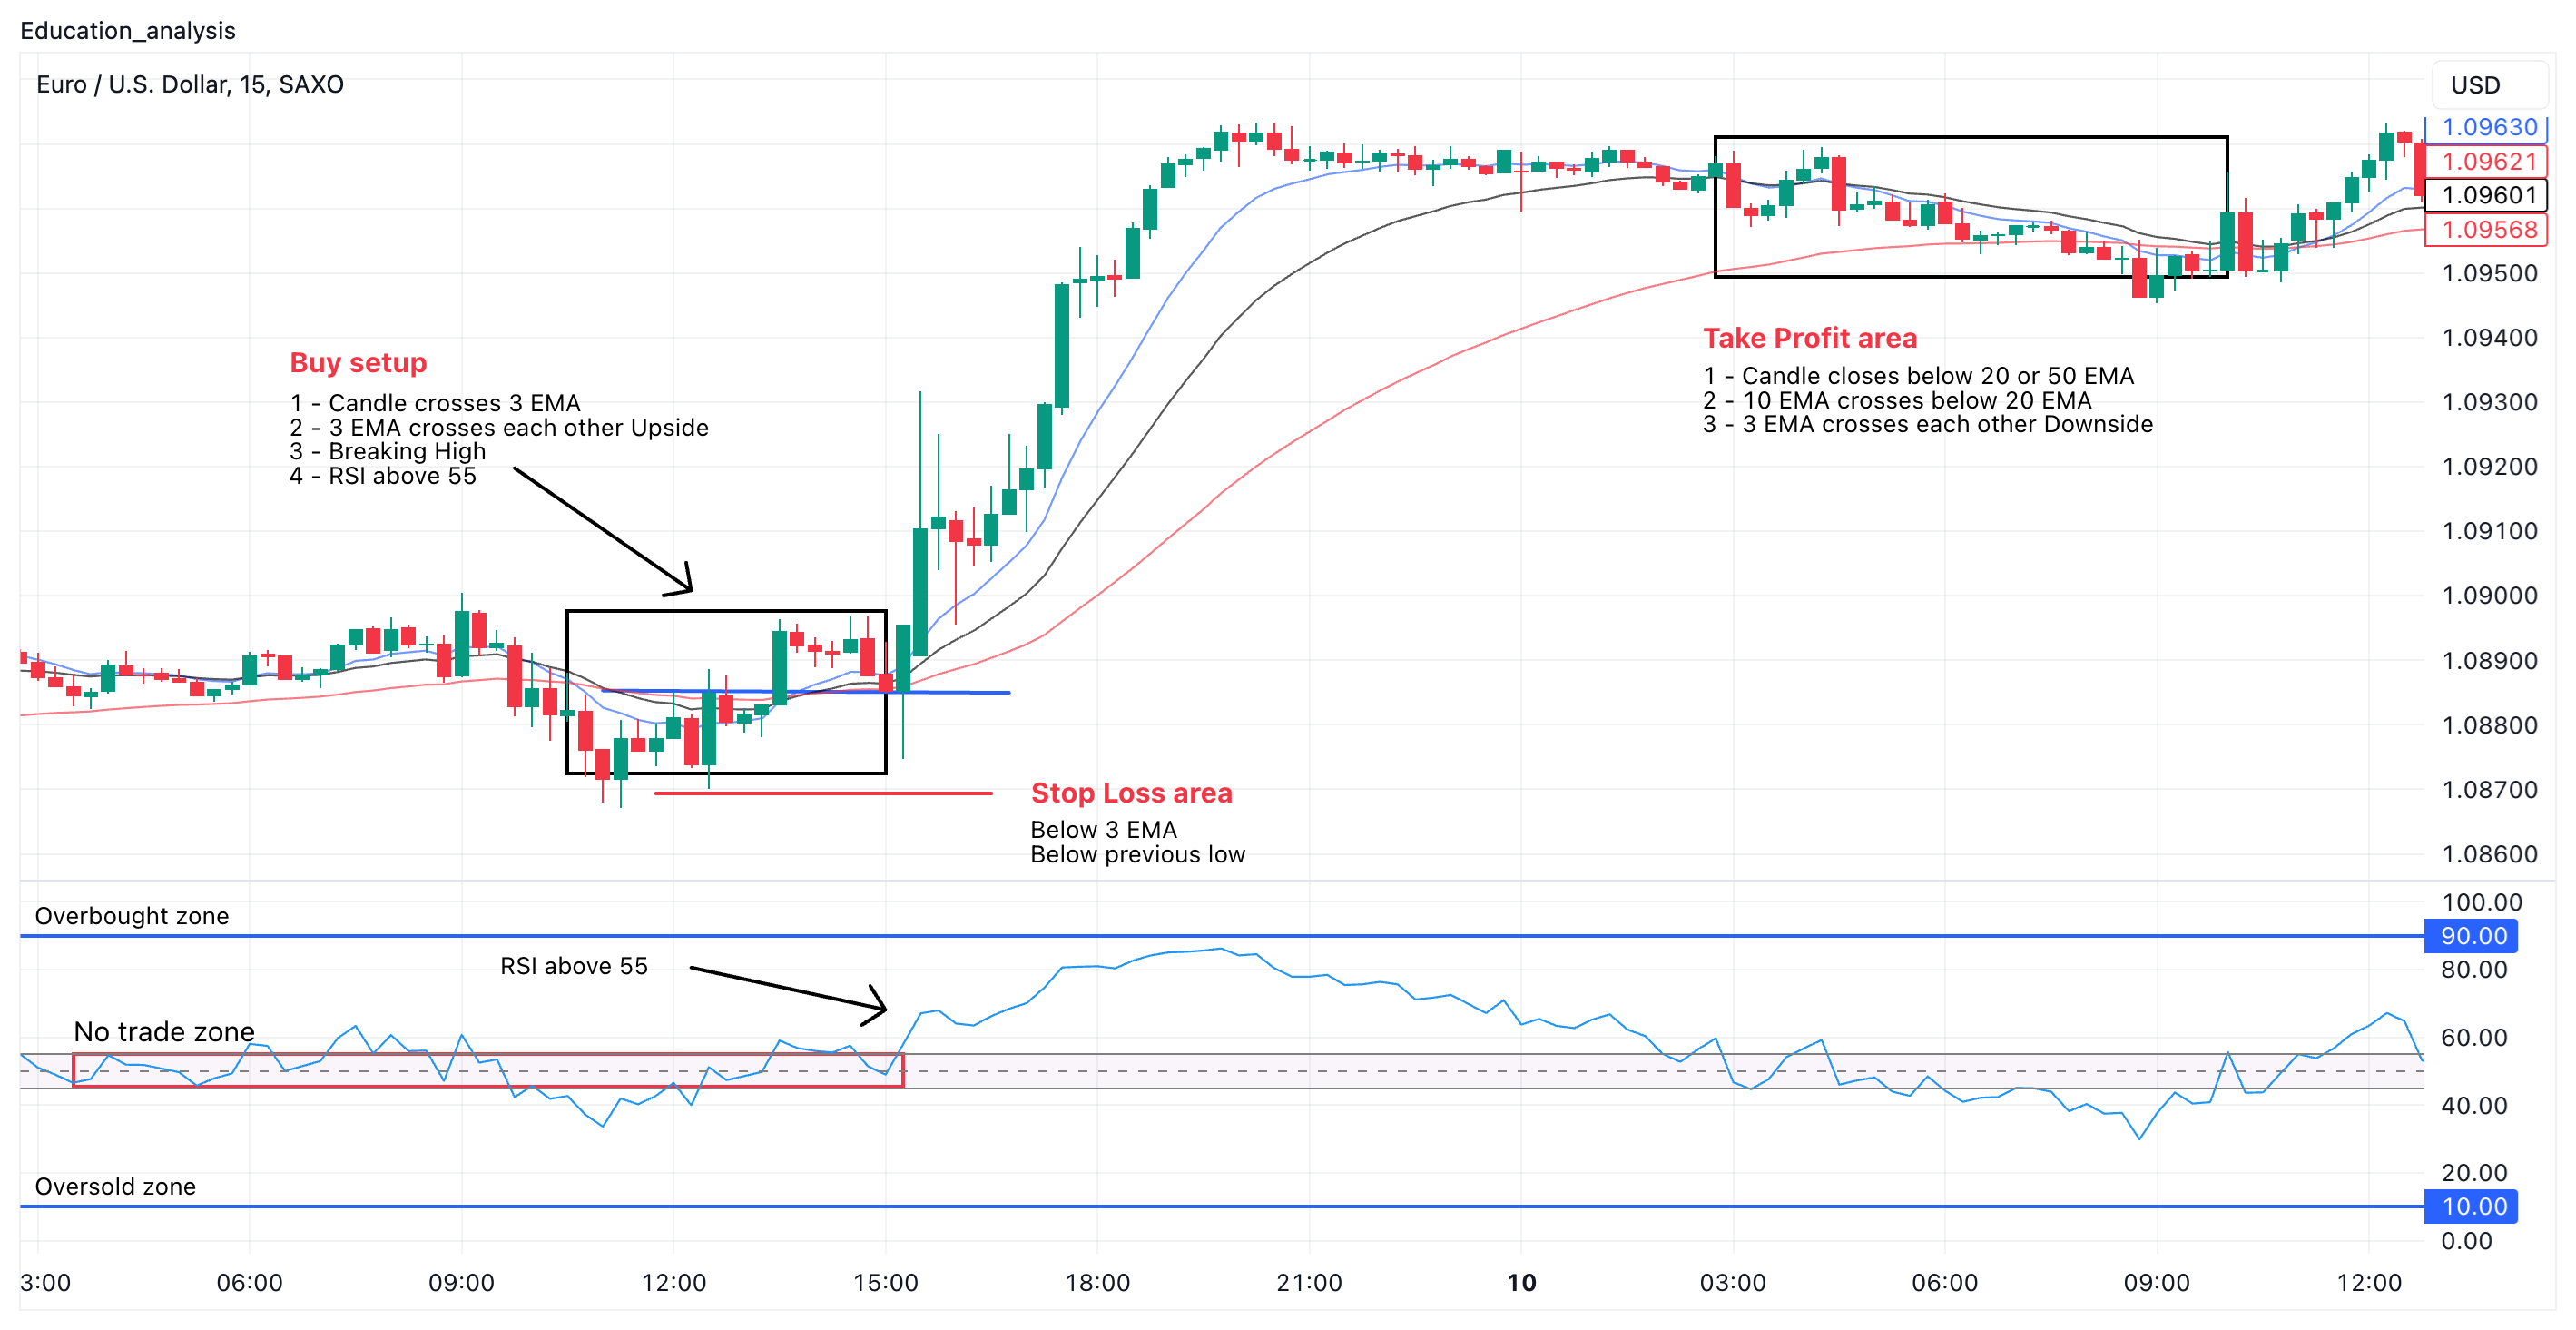 Education_analysis
Euro / U.S. Dollar, 15, SAXO
USD
1.09630
1.09621
1.09601
1.09568
1.09500
1.09400
1.09300
1.09200
1.09100
1.09000
1.08900
1.08800
1.08700
1.08600
Buy setup
1 - Candle crosses 3 EMA
2 - 3 EMA crosses each other Upside
3 - Breaking High
4 - RSI above 55
Take Profit area
1 - Candle closes below 20 or 50 EMA
2 - 10 EMA crosses below 20 EMA
3 - 3 EMA crosses each other Downside
Stop Loss area
Below 3 EMA
Below previous low
Overbought zone
RSI above 55
No trade zone
Oversold zone
100.00
90.00
80.00
60.00
40.00
20.00
10.00
0.00
3:00 06:00 09:00 12:00 15:00 18:00 21:00 10 03:00 06:00 09:00 12:00